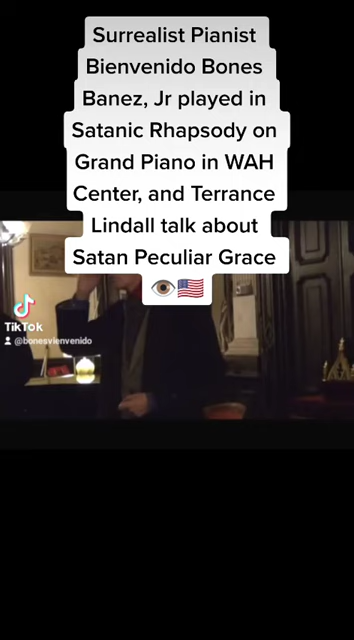 Surrealist Pianist
Bienvenido Bones
Banez, Jr played in
Satanic Rhapsody on
Grand Piano in WAH
Center, and Terrance
Lindall talk about
Satan Peculiar Grace
👁️🇺🇸
TikTok
@bonesvienvenido